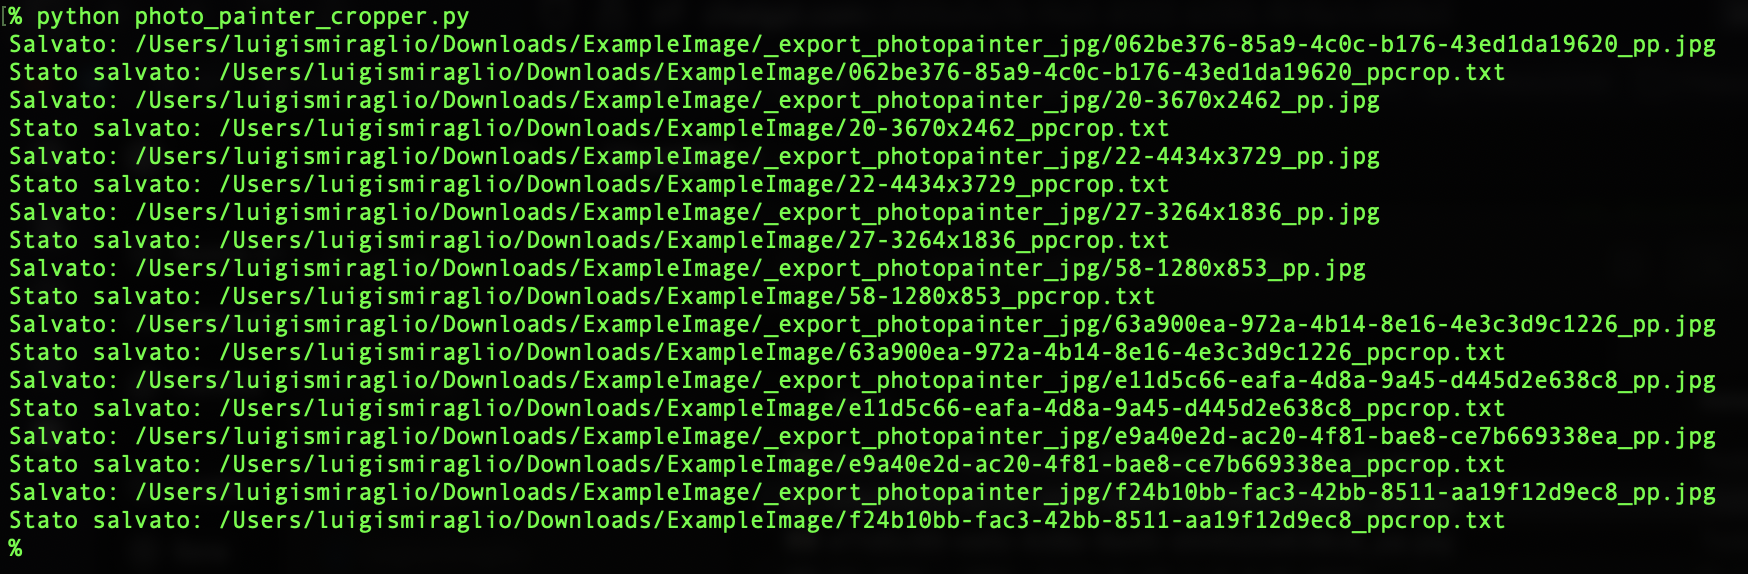 [% python photo_painter_cropper.py
Salvato: /Users/luigismiraglio/Downloads/ExampleImage/_export_photopainter_jpg/062be376-85a9-4c0c-b176-43ed1da19620_pp.jpg
Stato salvato: /Users/luigismiraglio/Downloads/ExampleImage/062be376-85a9-4c0c-b176-43ed1da19620_ppcrop.txt
Salvato: /Users/luigismiraglio/Downloads/ExampleImage/_export_photopainter_jpg/20-3670x2462_pp.jpg
Stato salvato: /Users/luigismiraglio/Downloads/ExampleImage/20-3670x2462_ppcrop.txt
Salvato: /Users/luigismiraglio/Downloads/ExampleImage/_export_photopainter_jpg/22-4434x3729_pp.jpg
Stato salvato: /Users/luigismiraglio/Downloads/ExampleImage/22-4434x3729_ppcrop.txt
Salvato: /Users/luigismiraglio/Downloads/ExampleImage/_export_photopainter_jpg/27-3264x1836_pp.jpg
Stato salvato: /Users/luigismiraglio/Downloads/ExampleImage/27-3264x1836_ppcrop.txt
Salvato: /Users/luigismiraglio/Downloads/ExampleImage/_export_photopainter_jpg/58-1280x853_pp.jpg
Stato salvato: /Users/luigismiraglio/Downloads/ExampleImage/58-1280x853_ppcrop.txt
Salvato: /Users/luigismiraglio/Downloads/ExampleImage/_export_photopainter_jpg/63a900ea-972a-4b14-8e16-4e3c3d9c1226_pp.jpg
Stato salvato: /Users/luigismiraglio/Downloads/ExampleImage/63a900ea-972a-4b14-8e16-4e3c3d9c1226_ppcrop.txt
Salvato: /Users/luigismiraglio/Downloads/ExampleImage/_export_photopainter_jpg/e11d5c66-eafa-4d8a-9a45-d445d2e638c8_pp.jpg
Stato salvato: /Users/luigismiraglio/Downloads/ExampleImage/e11d5c66-eafa-4d8a-9a45-d445d2e638c8_ppcrop.txt
Salvato: /Users/luigismiraglio/Downloads/ExampleImage/_export_photopainter_jpg/e9a40e2d-ac20-4f81-bae8-ce7b669338ea_pp.jpg
Stato salvato: /Users/luigismiraglio/Downloads/ExampleImage/e9a40e2d-ac20-4f81-bae8-ce7b669338ea_ppcrop.txt
Salvato: /Users/luigismiraglio/Downloads/ExampleImage/_export_photopainter_jpg/f24b10bb-fac3-42bb-8511-aa19f12d9ec8_pp.jpg
Stato salvato: /Users/luigismiraglio/Downloads/ExampleImage/f24b10bb-fac3-42bb-8511-aa19f12d9ec8_ppcrop.txt
%